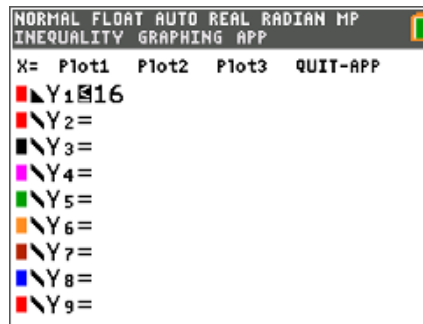 NORMAL FLOAT AUTO REAL RADIAN MP
INEQUALITY GRAPHING APP
X= Plot1 Plot2 Plot3 QUIT-APP
Y1≤16
Y2=
Y3=
Y4=
Y5=
Y6=
Y7=
Y8=
Y9=